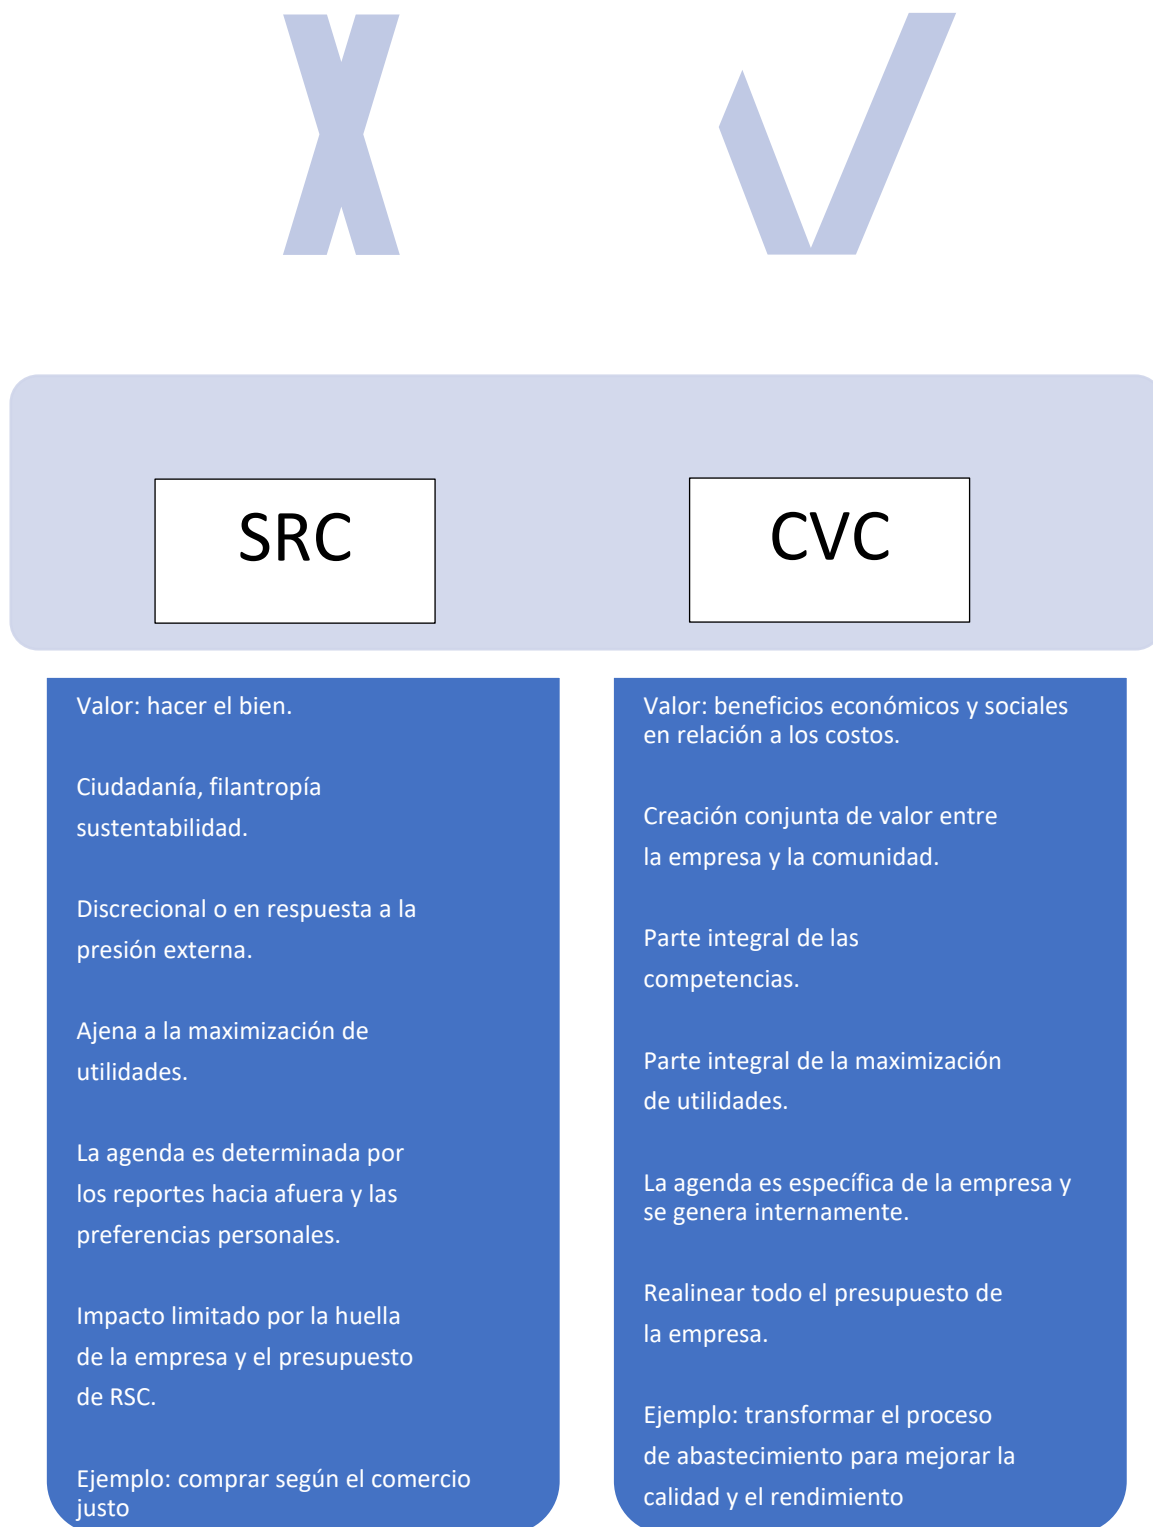 SRC
CVC
Valor: hacer el bien.
Ciudadanía, filantropía
sustentabilidad.
Discrecional o en respuesta a la
presión externa.
Ajena a la maximización de
utilidades.
La agenda es determinada por
los reportes hacia afuera y las
preferencias personales.
Impacto limitado por la huella
de la empresa y el presupuesto
de RSC.
Ejemplo: comprar según el comercio
justo
Valor: beneficios económicos y sociales
en relación a los costos.
Creación conjunta de valor entre
la empresa y la comunidad.
Parte integral de las
competencias.
Parte integral de la maximización
de utilidades.
La agenda es específica de la empresa y
se genera internamente.
Realinear todo el presupuesto de
la empresa.
Ejemplo: transformar el proceso
de abastecimiento para mejorar la
calidad y el rendimiento